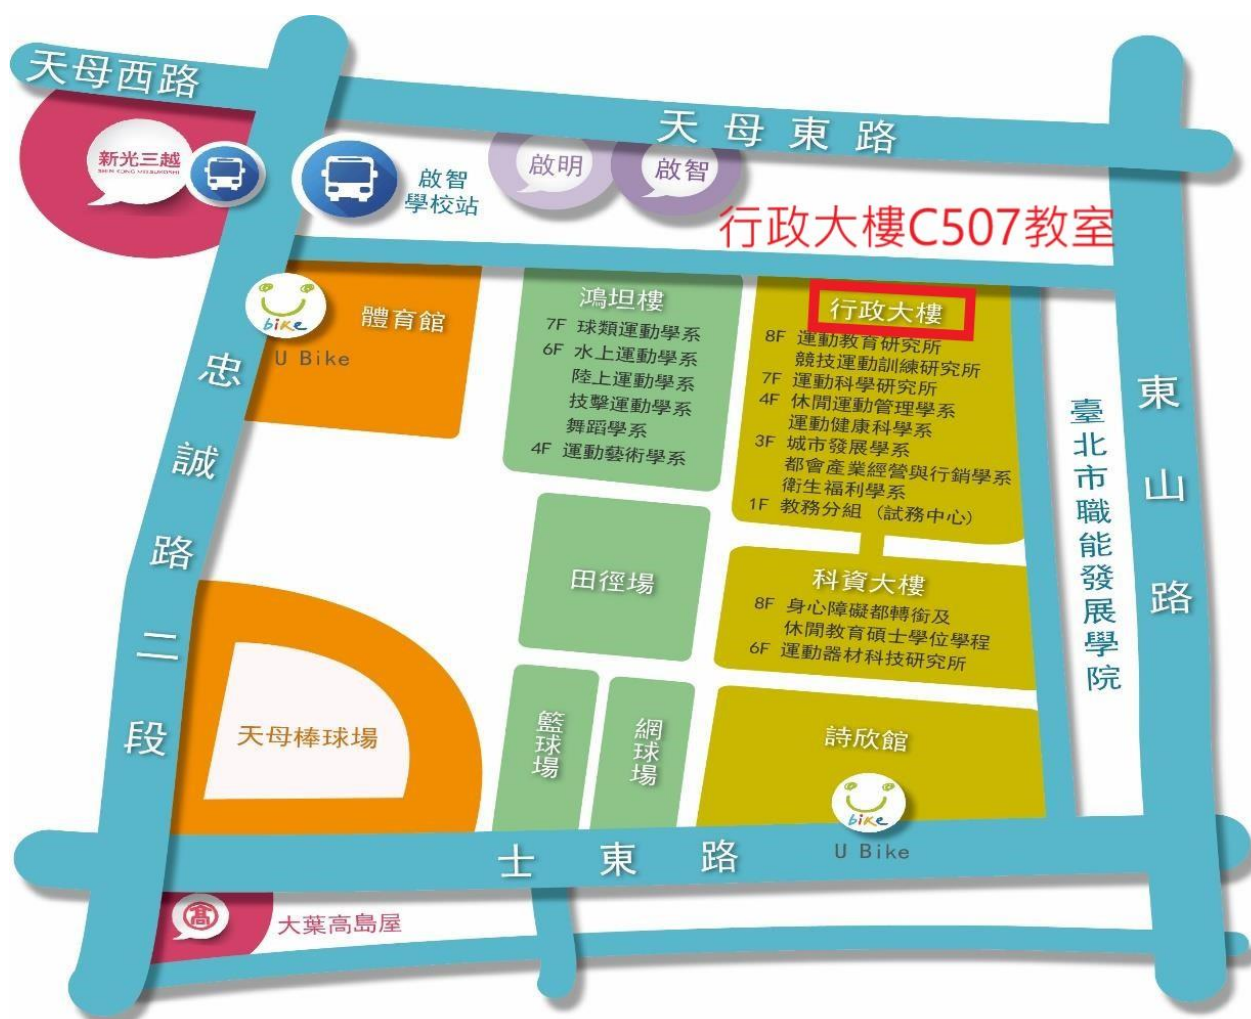 天母西路
天母東路
新光三越
SHIN KONG MITSUKOSHI
啟智
學校站
啟明
啟智
行政大樓C507教室
bike
U Bike
體育館
鴻坦樓
7F 球類運動學系
6F 水上運動學系
陸上運動學系
技擊運動學系
舞蹈學系
4F 運動藝術學系
行政大樓
8F 運動教育研究所
競技運動訓練研究所
7F 運動科學研究所
4F 休閒運動管理學系
運動健康科學系
3F 城市發展學系
都會產業經營與行銷學系
衛生福利學系
1F 教務分組（試務中心）
忠誠路二段
東山路
臺北市職能發展學院
田徑場
科資大樓
8F 身心障礙都轉銜及
休閒教育碩士學位學程
6F 運動器材科技研究所
天母棒球場
籃球場
網球場
詩欣館
bike
U Bike
士東路
髙
大葉高島屋